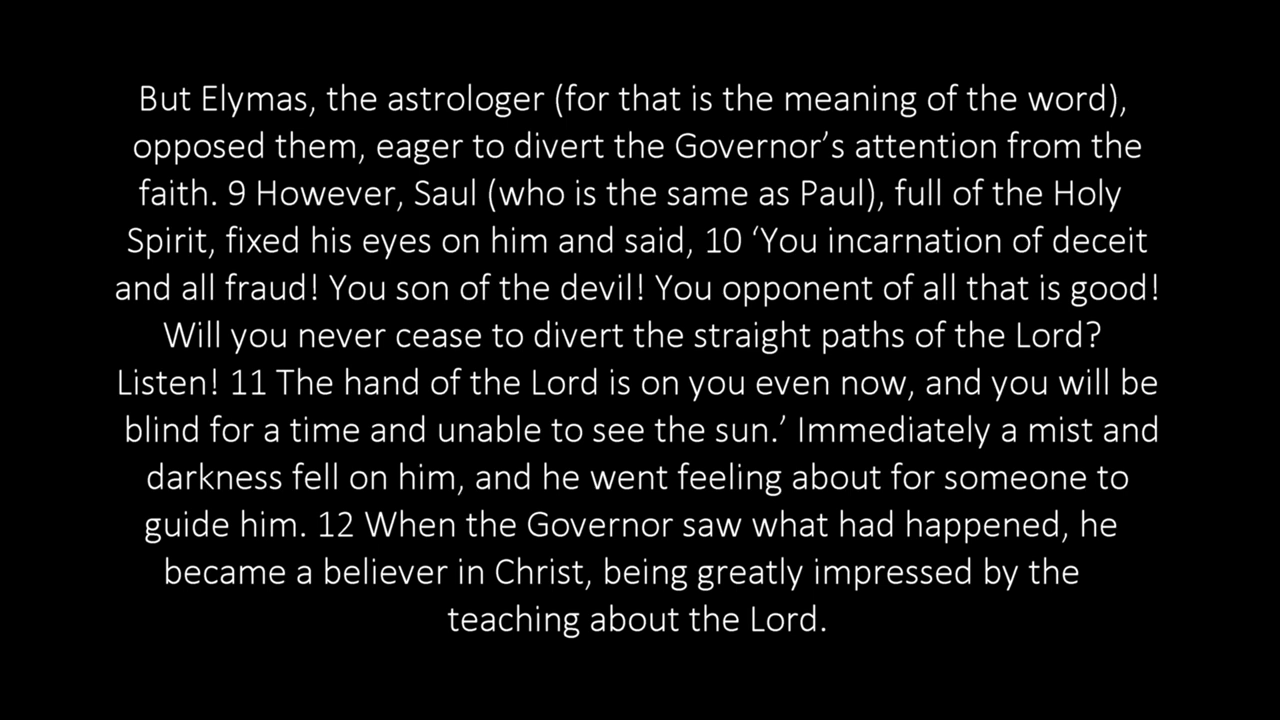 But Elymas, the astrologer (for that is the meaning of the word),
opposed them, eager to divert the Governor’s attention from the
faith. 9 However, Saul (who is the same as Paul), full of the Holy
Spirit, fixed his eyes on him and said, 10 ‘You incarnation of deceit
and all fraud! You son of the devil! You opponent of all that is good!
Will you never cease to divert the straight paths of the Lord?
Listen! 11 The hand of the Lord is on you even now, and you will be
blind for a time and unable to see the sun.’ Immediately a mist and
darkness fell on him, and he went feeling about for someone to
guide him. 12 When the Governor saw what had happened, he
became a believer in Christ, being greatly impressed by the
teaching about the Lord.